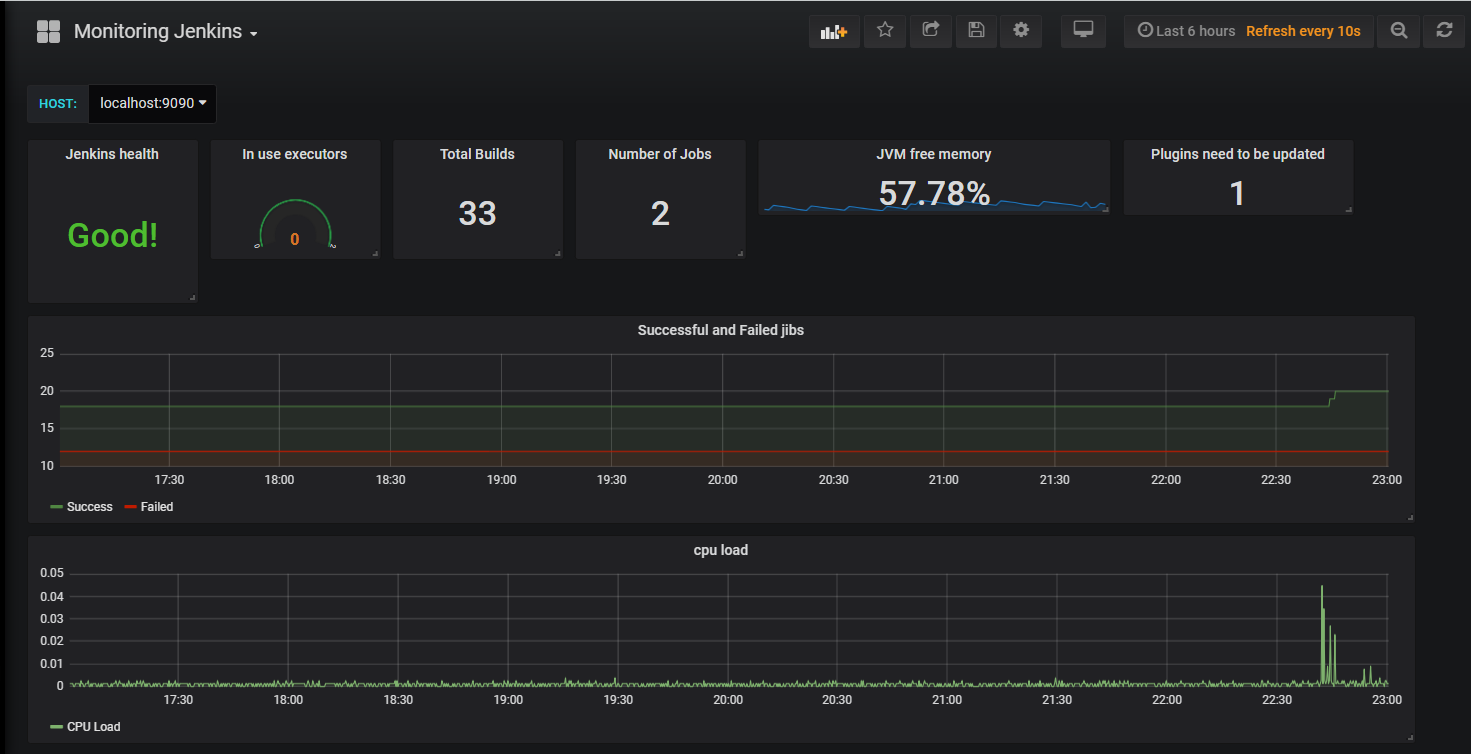 Monitoring Jenkins
Last 6 hours Refresh every 10s
HOST: localhost:9090
Jenkins health
Good!
In use executors
0
0
2
Total Builds
33
Number of Jobs
2
JVM free memory
57.78%
Plugins need to be updated
1
Successful and Failed jibs
25
20
15
10
17:30 18:00 18:30 19:00 19:30 20:00 20:30 21:00 21:30 22:00 22:30 23:00
Success Failed
cpu load
0.05
0.04
0.03
0.02
0.01
0
17:30 18:00 18:30 19:00 19:30 20:00 20:30 21:00 21:30 22:00 22:30 23:00
CPU Load